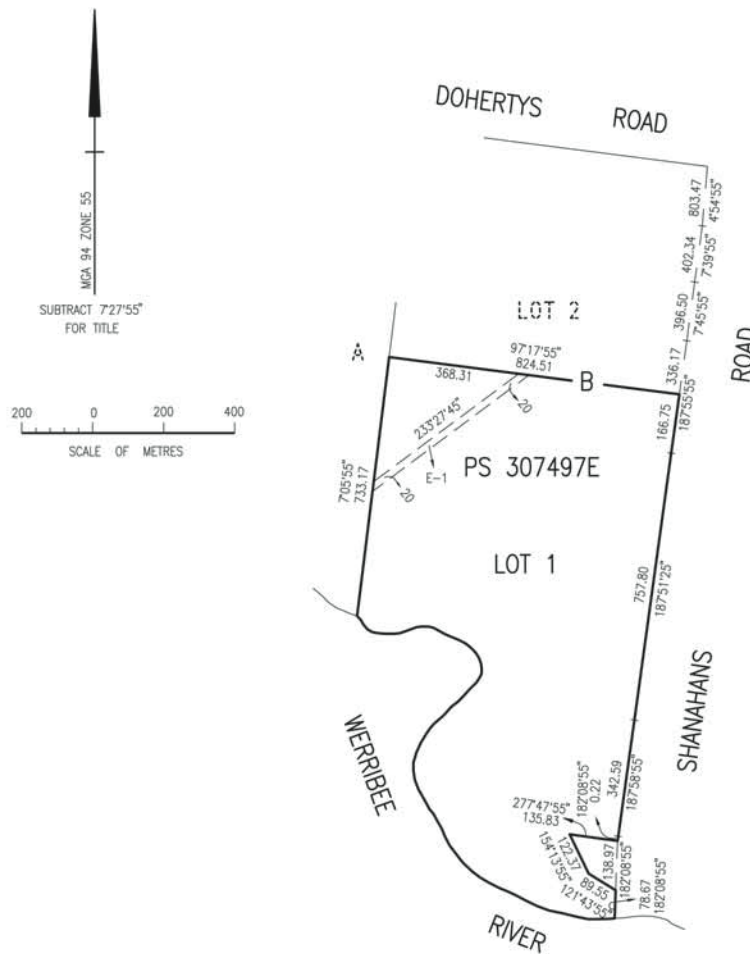 DOHERTYS ROAD
MGA 94 ZONE 55
SUBTRACT 7°27'55"
FOR TITLE
803.47
4°54'55"
402.34
7°39'55"
396.50
7°45'55"
336.17
ROAD
LOT 2
A
97°17'55"
824.51
368.31
B
187°55'55"
166.75
200 0 200 400
SCALE OF METRES
233°27'45"
20
E-1
20
7°05'55"
733.17
PS 307497E
LOT 1
757.80
187°51'25"
SHANAHANS
WERRIBEE
342.59
187°58'55"
182°08'55"
0.22
277°47'55"
135.83
122.37
154°13'55"
89.55
121°43'55"
138.97
182°08'55"
78.67
182°08'55"
RIVER